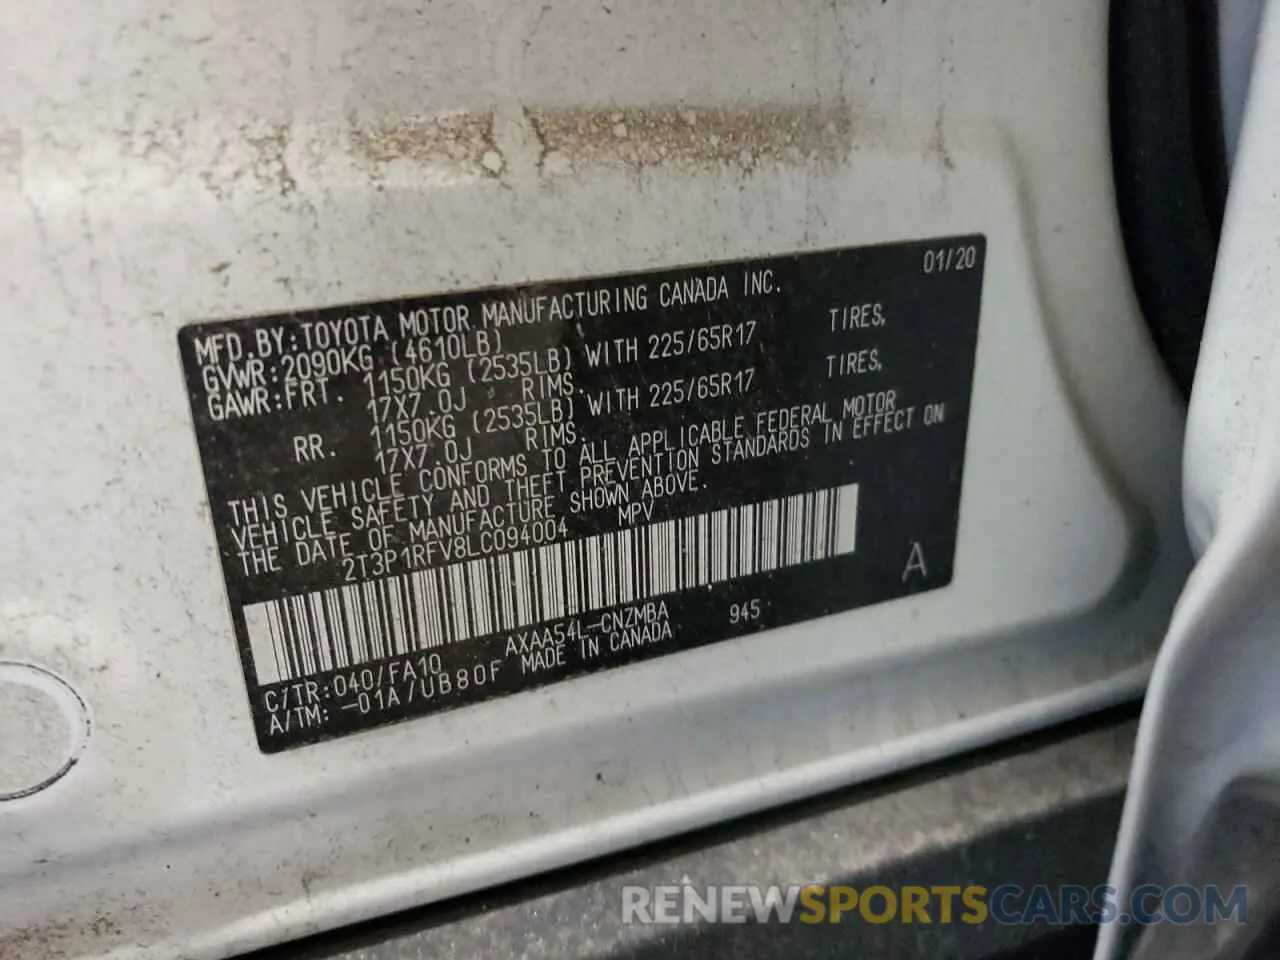 01/20
MFD.BY:TOYOTA MOTOR MANUFACTURING CANADA INC.
GVWR:2090KG (4610LB)
GAWR:FRT. 1150KG (2535LB) WITH 225/65R17 TIRES,
17X7.0J RIMS.
RR. 1150KG (2535LB) WITH 225/65R17 TIRES,
17X7.0J RIMS.
THIS VEHICLE CONFORMS TO ALL APPLICABLE FEDERAL MOTOR
VEHICLE SAFETY AND THEFT PREVENTION STANDARDS IN EFFECT ON
THE DATE OF MANUFACTURE SHOWN ABOVE.
2T3P1RFV8LC094004 MPV
A
C/TR:040/FA10 AXAA54L-CNZMBA 945
A/TM: -01A/UB80F MADE IN CANADA
RENEWSPORTSCARS.COM